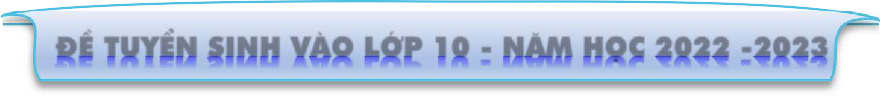 ĐỀ TUYỂN SINH VÀO LỚP 10 - NĂM HỌC 2022 -2023